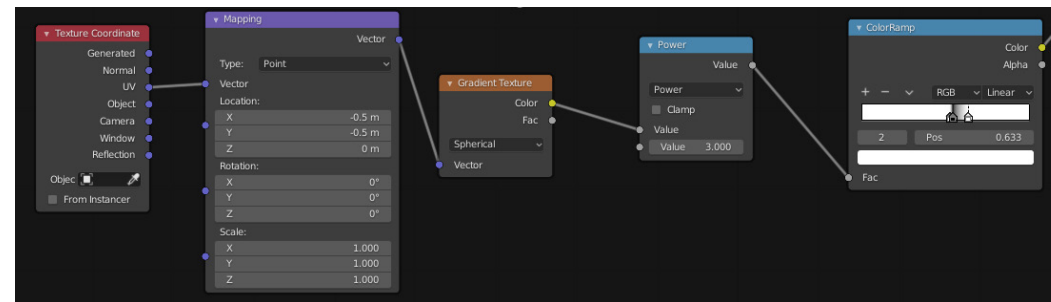 Texture Coordinate
Generated
Normal
UV
Object
Camera
Window
Reflection
Objec
From Instancer
Mapping
Vector
Type: Point
Vector
Location:
X -0.5 m
Y -0.5 m
Z 0 m
Rotation:
X 0°
Y 0°
Z 0°
Scale:
X 1.000
Y 1.000
Z 1.000
Gradient Texture
Color
Fac
Spherical
Vector
Power
Value
Power
Clamp
Value
Value 3.000
ColorRamp
Color
Alpha
+ − RGB Linear
2 Pos 0.633
Fac